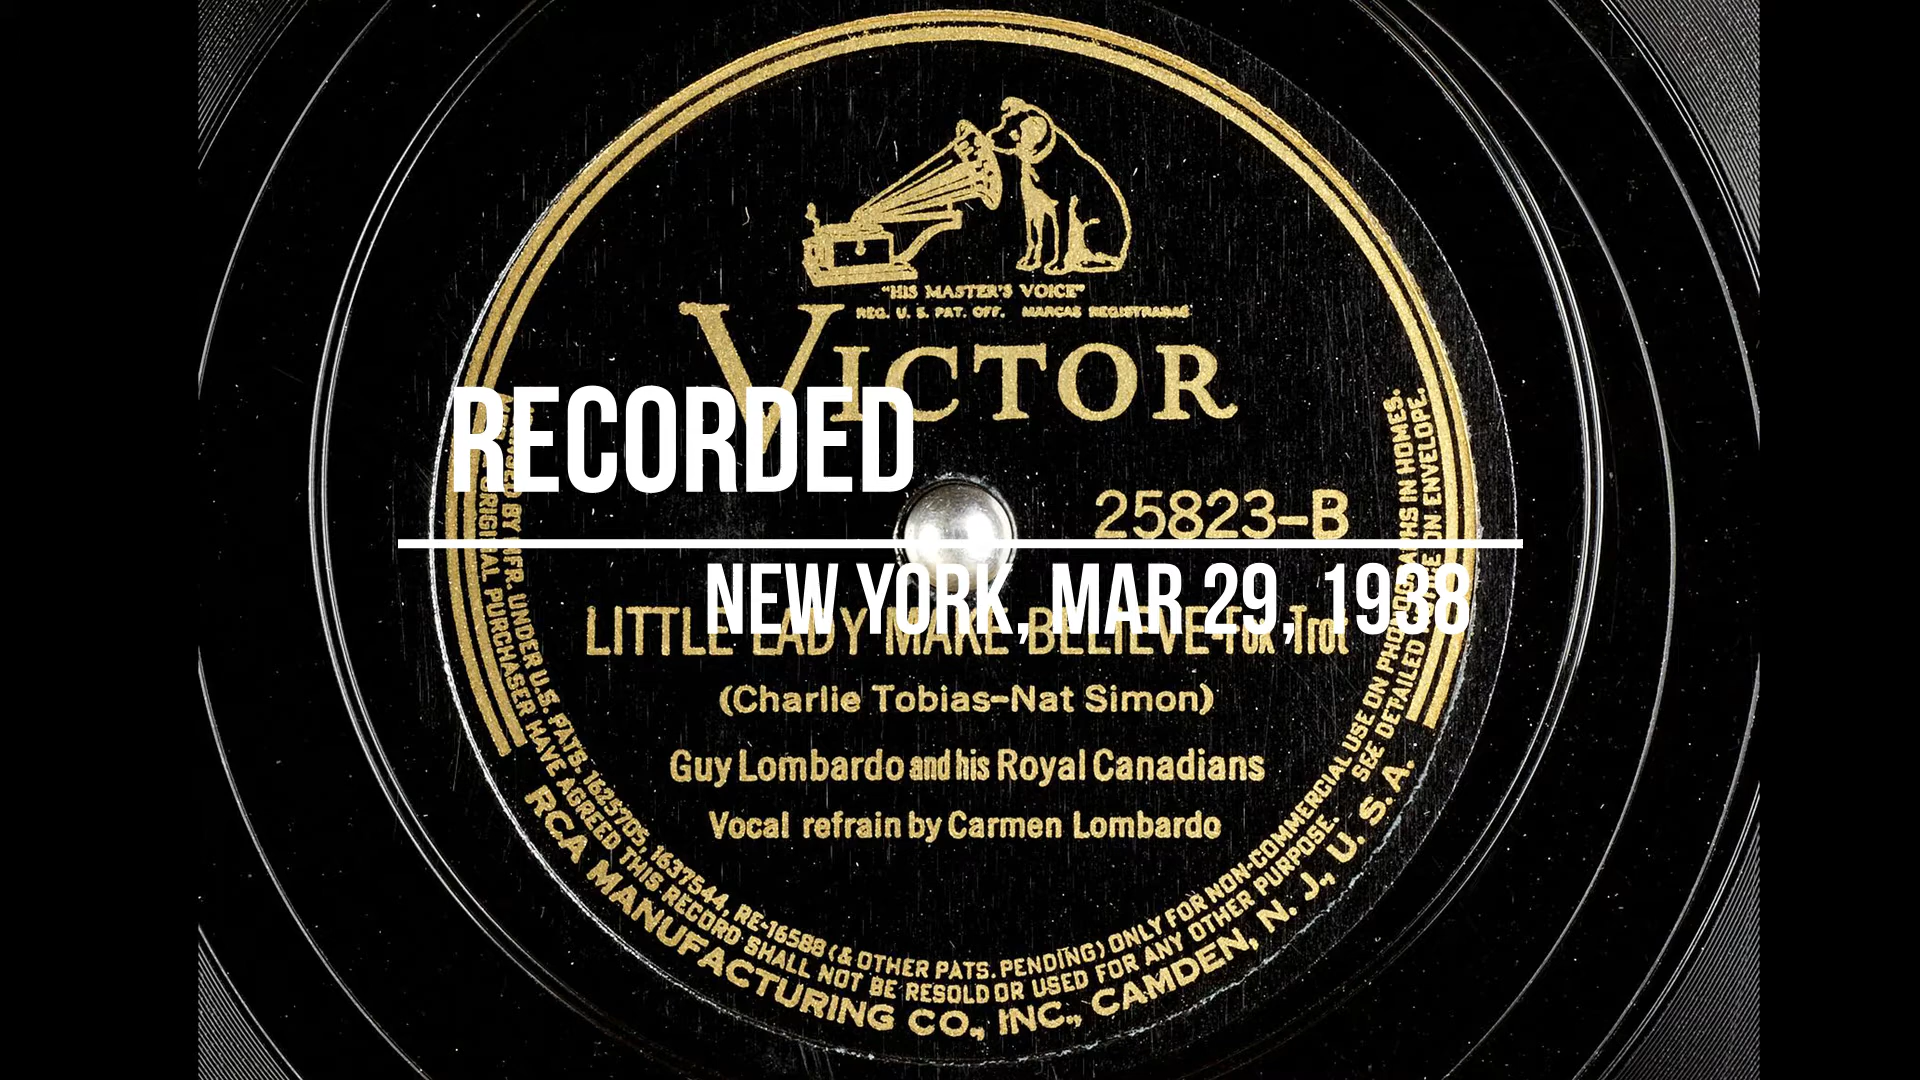 "HIS MASTER'S VOICE"
REG. U. S. PAT. OFF. MARCAS REGISTRADAS
VICTOR
RECORDED
25823-B
NEW YORK, MAR 29, 1938
LITTLE LADY MAKE BELIEVE-Fox Trot
(Charlie Tobias-Nat Simon)
Guy Lombardo and his Royal Canadians
Vocal refrain by Carmen Lombardo
BY MFR. UNDER U.S. PATS. 1625705, 1637544, RE-16588 (& OTHER PATS. PENDING) ONLY FOR NON-COMMERCIAL USE ON PHONOGRAPHS IN HOMES.
ORIGINAL PURCHASER HAVE AGREED THIS RECORD SHALL NOT BE RESOLD OR USED FOR ANY OTHER PURPOSE. SEE DETAILED ON ENVELOPE.
RCA MANUFACTURING CO., INC., CAMDEN, N. J., U. S. A.